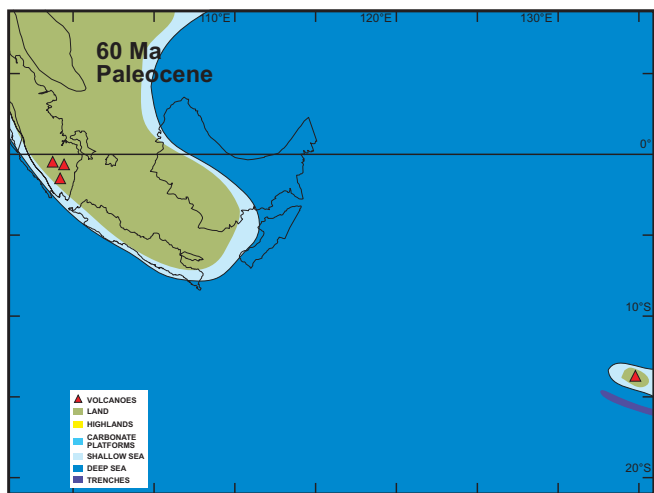 110°E
120°E
130°E
60 Ma
Paleocene
0°
10°S
20°S
VOLCANOES
LAND
HIGHLANDS
CARBONATE
PLATFORMS
SHALLOW SEA
DEEP SEA
TRENCHES